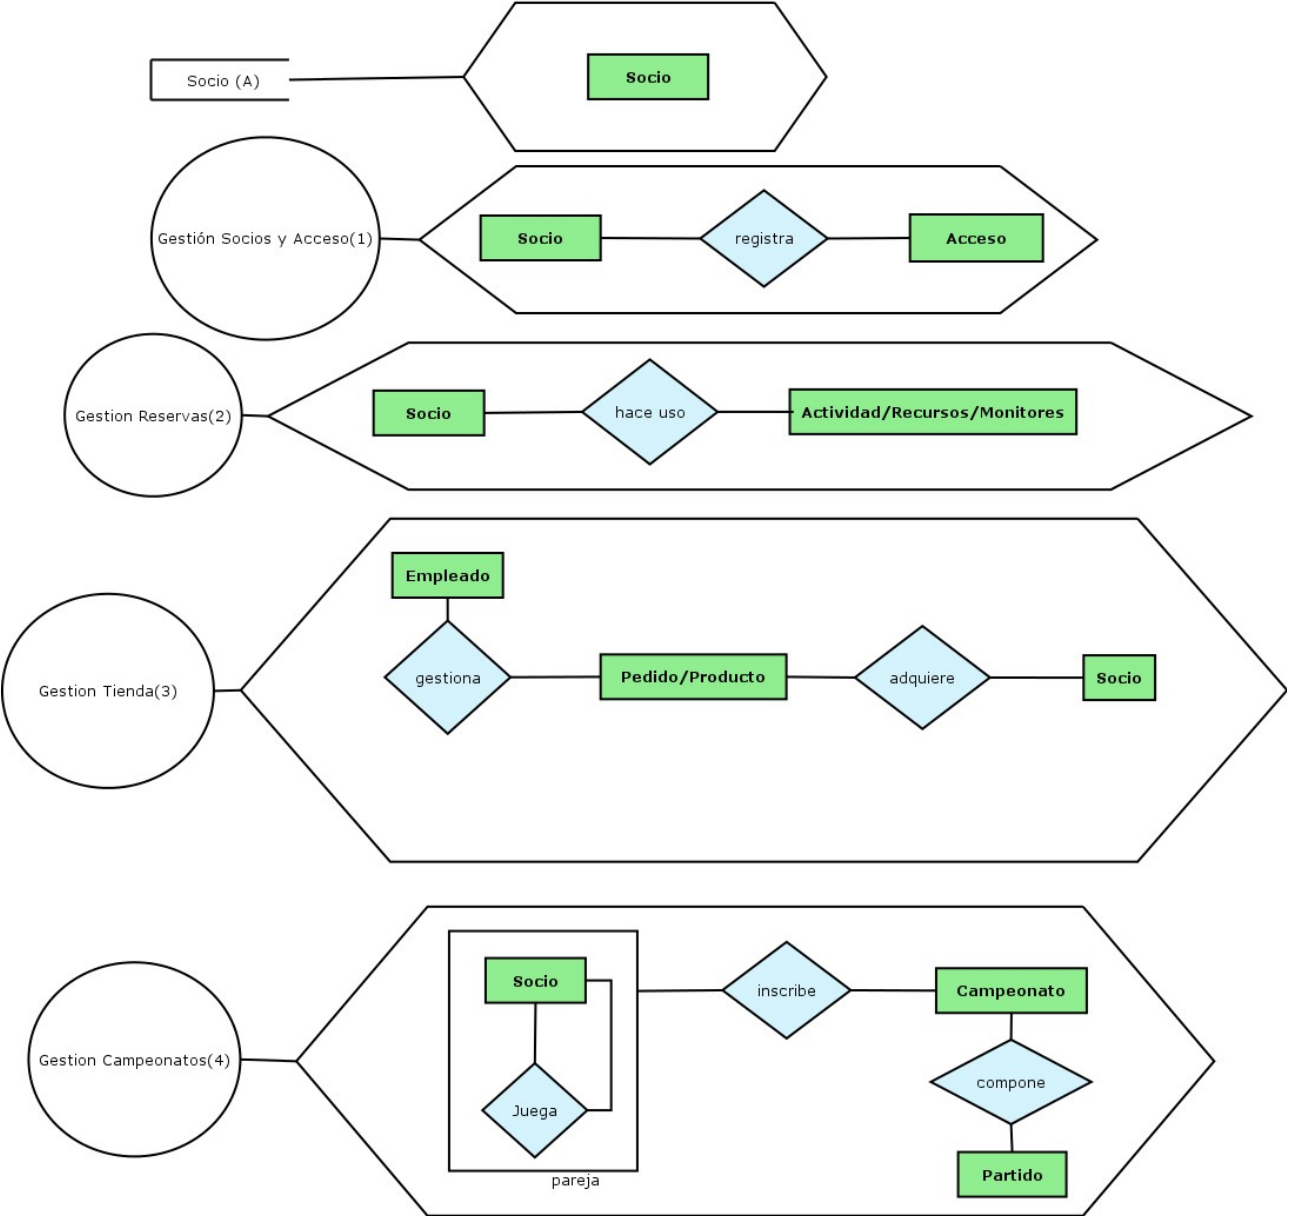 Socio (A)
Socio
Gestión Socios y Acceso(1)
Socio
registra
Acceso
Gestion Reservas(2)
Socio
hace uso
Actividad/Recursos/Monitores
Gestion Tienda(3)
Empleado
gestiona
Pedido/Producto
adquiere
Socio
Gestion Campeonatos(4)
Socio
Juega
pareja
inscribe
Campeonato
compone
Partido